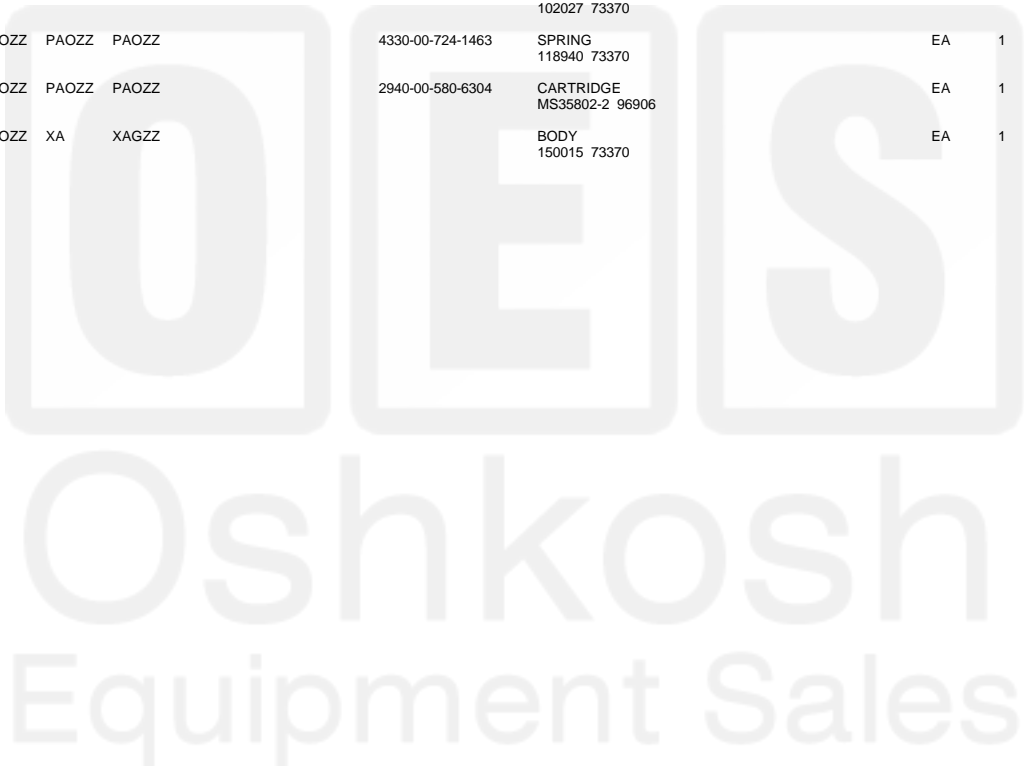 102027 73370
OZZ PAOZZ PAOZZ 4330-00-724-1463 SPRING EA 1
118940 73370
OZZ PAOZZ PAOZZ 2940-00-580-6304 CARTRIDGE EA 1
MS35802-2 96906
OZZ XA XAGZZ BODY EA 1
150015 73370
OES
Oshkosh
Equipment Sales